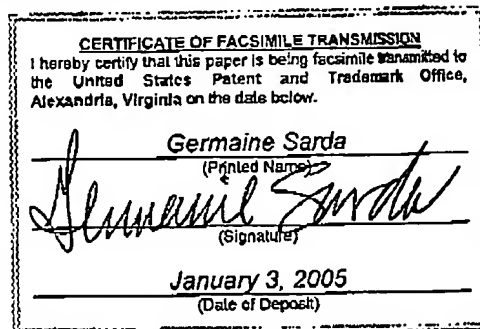 CERTIFICATE OF FACSIMILE TRANSMISSION
I hereby certify that this paper is being facsimile transmitted to
the United States Patent and Trademark Office,
Alexandria, Virginia on the date below.
Germaine Sarda
(Printed Name)
Germaine Sarda
(Signature)
January 3, 2005
(Date of Deposit)